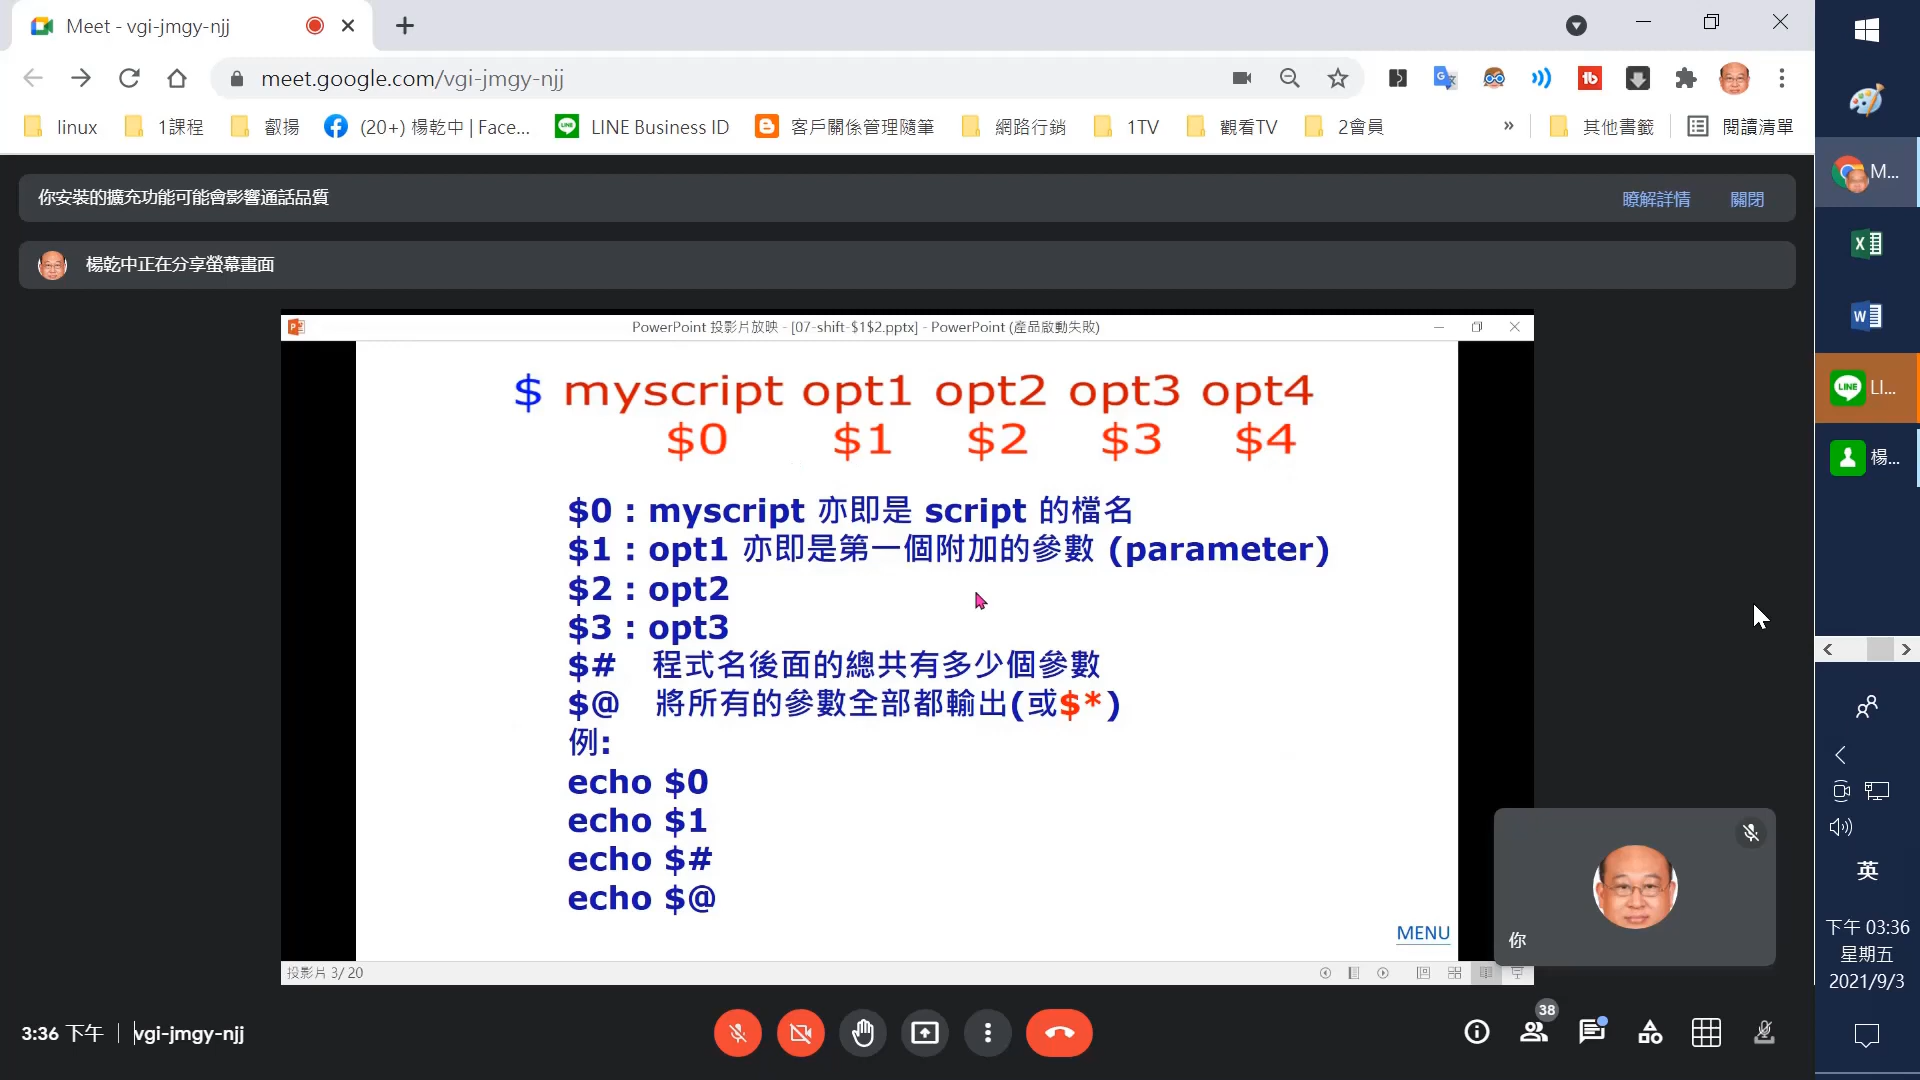 Meet - vgi-jmgy-njj
meet.google.com/vgi-jmgy-njj
linux
1課程
叡揚
(20+) 楊乾中 | Face...
LINE Business ID
客戶關係管理隨筆
網路行銷
1TV
觀看TV
2會員
»
其他書籤
閱讀清單
你安裝的擴充功能可能會影響通話品質
瞭解詳情
關閉
楊乾中正在分享螢幕畫面
PowerPoint 投影片放映 - [07-shift-$1$2.pptx] - PowerPoint (產品啟動失敗)
$ myscript opt1 opt2 opt3 opt4
$0 $1 $2 $3 $4
$0 : myscript 亦即是 script 的檔名
$1 : opt1 亦即是第一個附加的參數 (parameter)
$2 : opt2
$3 : opt3
$# 程式名後面的總共有多少個參數
$@ 將所有的參數全部都輸出(或$*)
例:
echo $0
echo $1
echo $#
echo $@
MENU
投影片 3/20
你
3:36 下午
vgi-jmgy-njj
38
M...
LINE
LI...
楊...
英
下午 03:36
星期五
2021/9/3